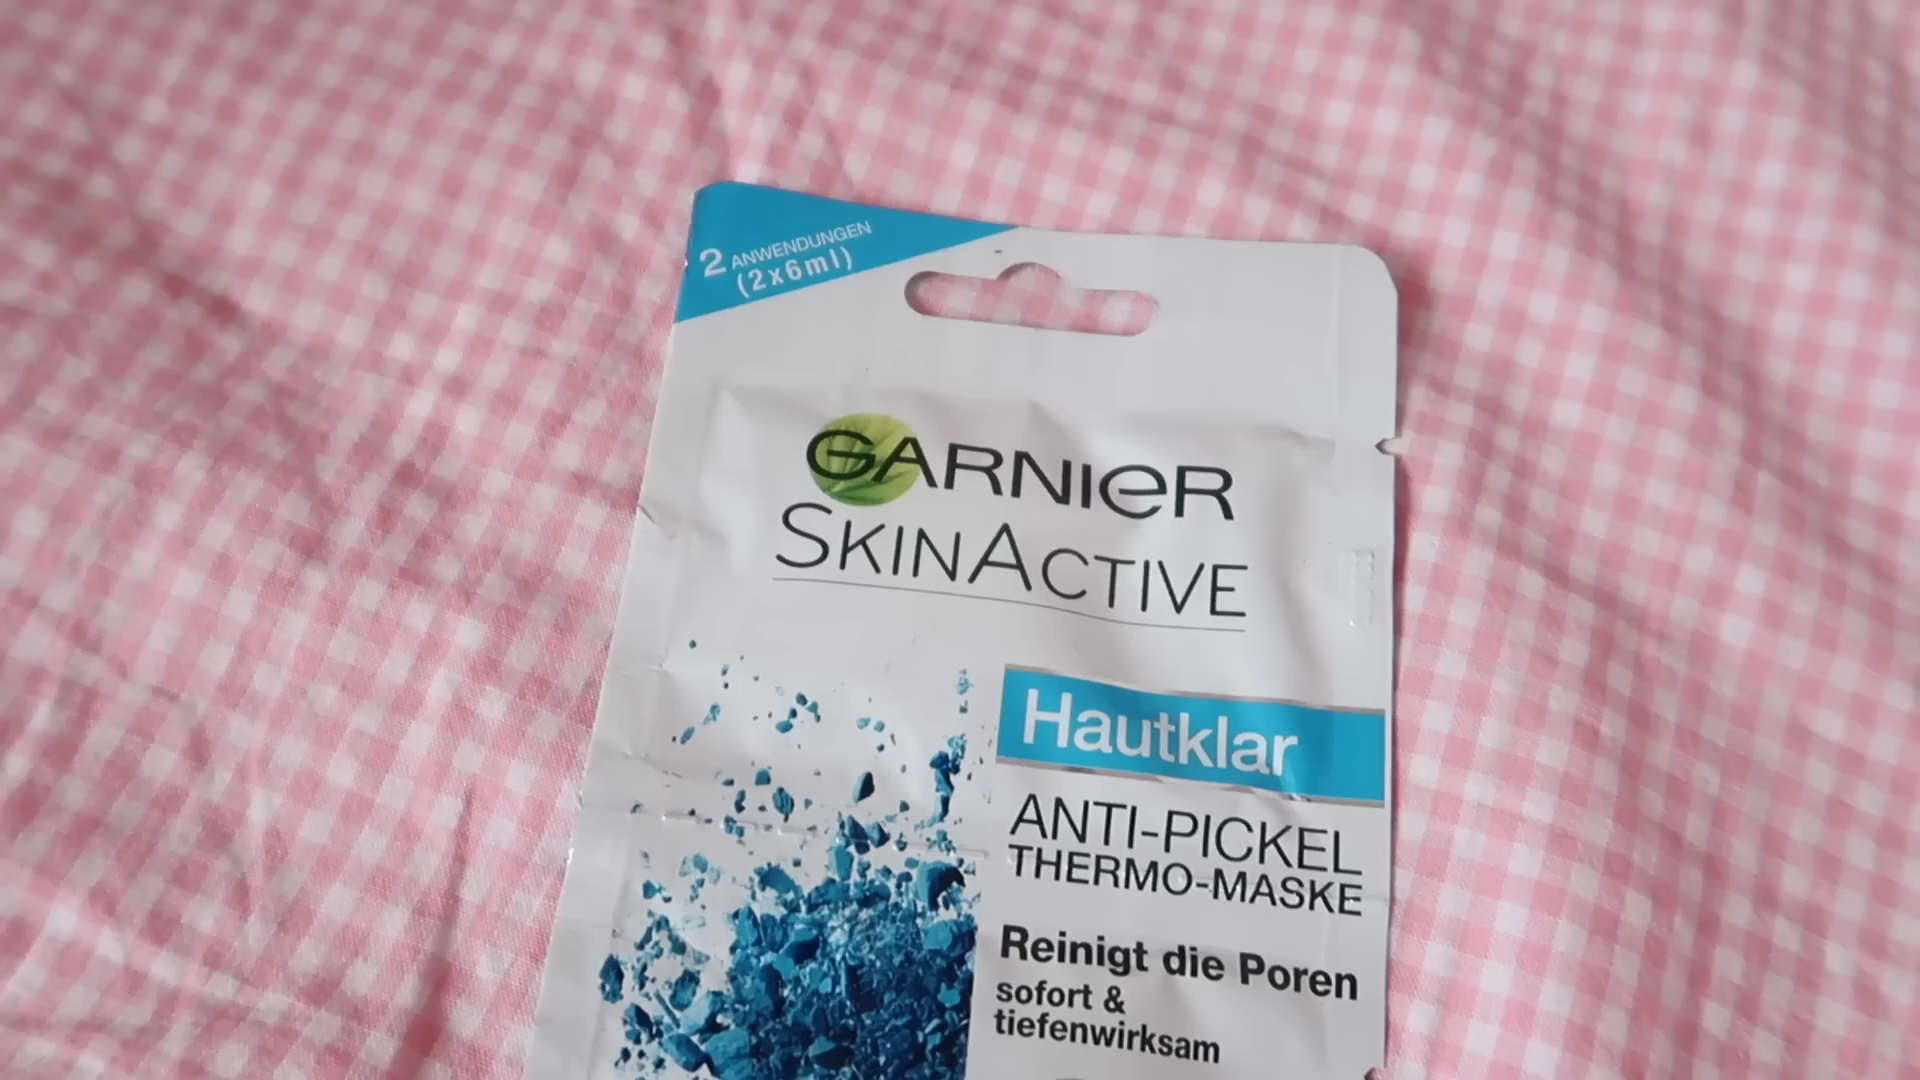 2 ANWENDUNGEN
(2x6ml)
GARNIER
SKINACTIVE
Hautklar
ANTI-PICKEL
THERMO-MASKE
Reinigt die Poren
sofort &
tiefenwirksam